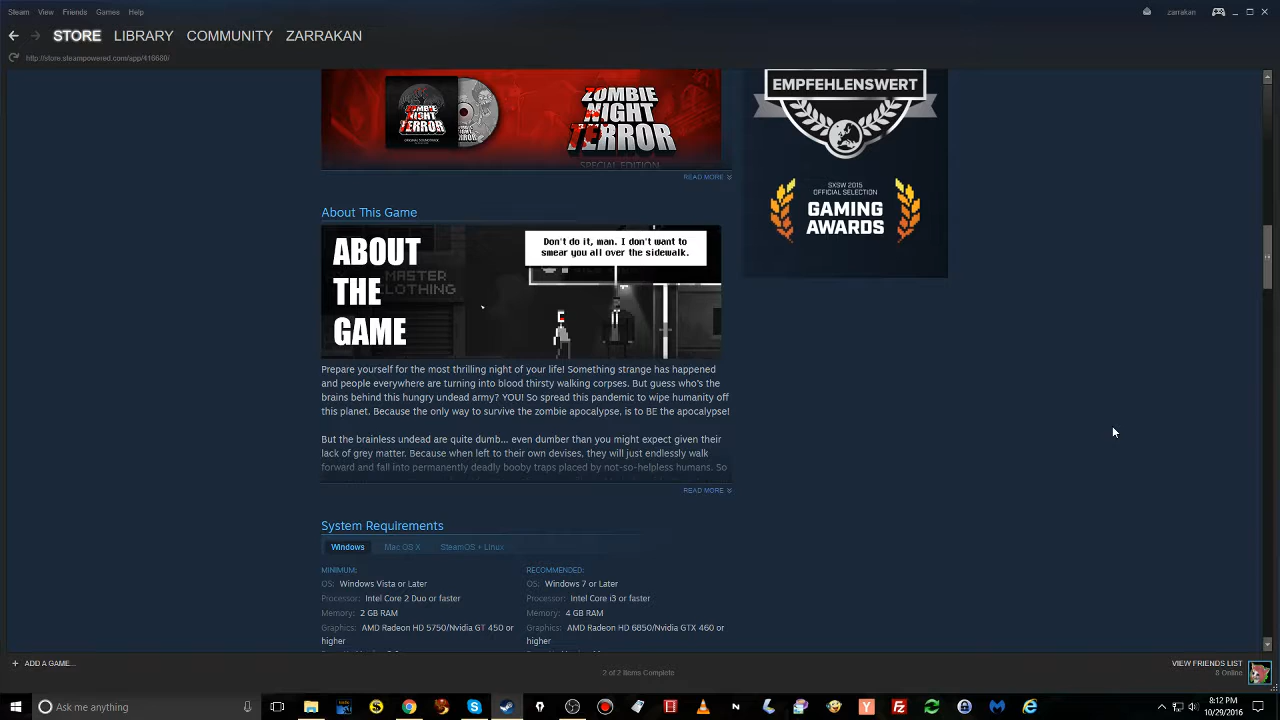 Steam View Friends Games Help
zarrakan
STORE LIBRARY COMMUNITY ZARRAKAN
http://store.steampowered.com/app/416680/
ZOMBIE NIGHT TERROR
ORIGINAL SOUNDTRACK
ZOMBIE
NIGHT
TERROR
SPECIAL EDITION
READ MORE
EMPFEHLENSWERT
SXSW 2015
OFFICIAL SELECTION
GAMING
AWARDS
About This Game
ABOUT
THE
GAME
MASTER
CLOTHING
Don't do it, man. I don't want to
smear you all over the sidewalk.
Prepare yourself for the most thrilling night of your life! Something strange has happened
and people everywhere are turning into blood thirsty walking corpses. But guess who's the
brains behind this hungry undead army? YOU! So spread this pandemic to wipe humanity off
this planet. Because the only way to survive the zombie apocalypse, is to BE the apocalypse!
But the brainless undead are quite dumb... even dumber than you might expect given their
lack of grey matter. Because when left to their own devises, they will just endlessly walk
forward and fall into permanently deadly booby traps placed by not-so-helpless humans. So
READ MORE
System Requirements
Windows Mac OS X SteamOS + Linux
MINIMUM:
OS: Windows Vista or Later
Processor: Intel Core 2 Duo or faster
Memory: 2 GB RAM
Graphics: AMD Radeon HD 5750/Nvidia GT 450 or
higher
RECOMMENDED:
OS: Windows 7 or Later
Processor: Intel Core i3 or faster
Memory: 4 GB RAM
Graphics: AMD Radeon HD 6850/Nvidia GTX 460 or
higher
+ ADD A GAME...
2 of 2 Items Complete
VIEW FRIENDS LIST
8 Online
Ask me anything
8:12 PM
10/29/2016